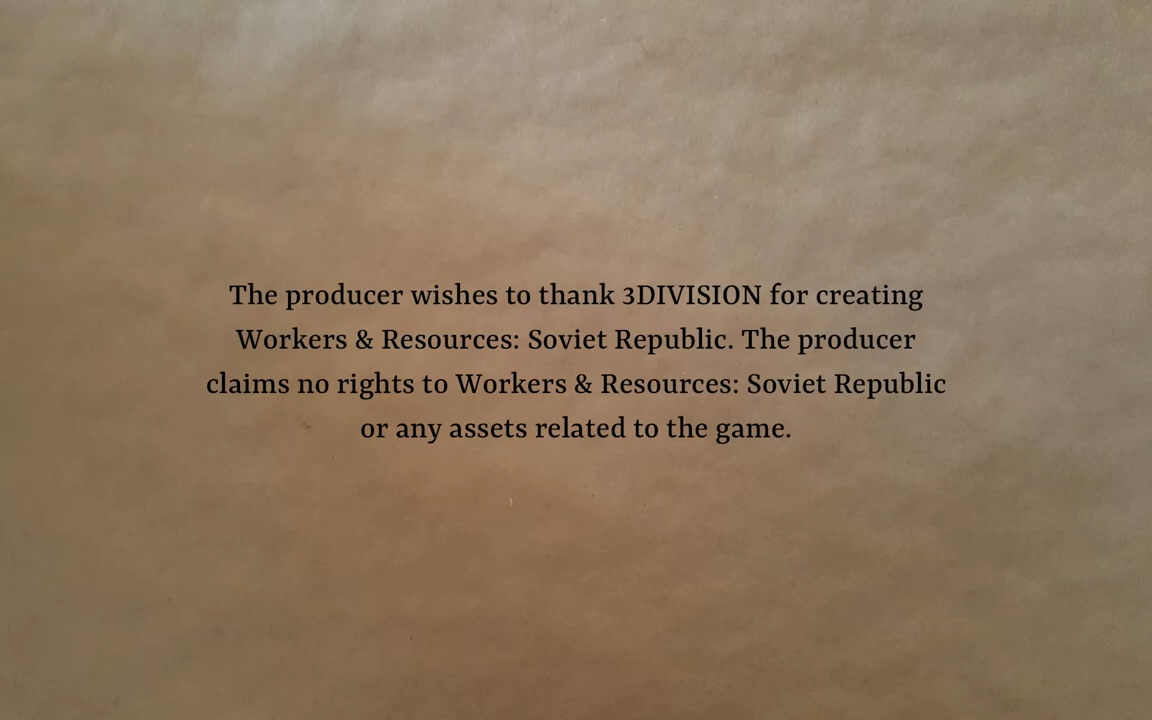 The producer wishes to thank 3DIVISION for creating
Workers & Resources: Soviet Republic. The producer
claims no rights to Workers & Resources: Soviet Republic
or any assets related to the game.